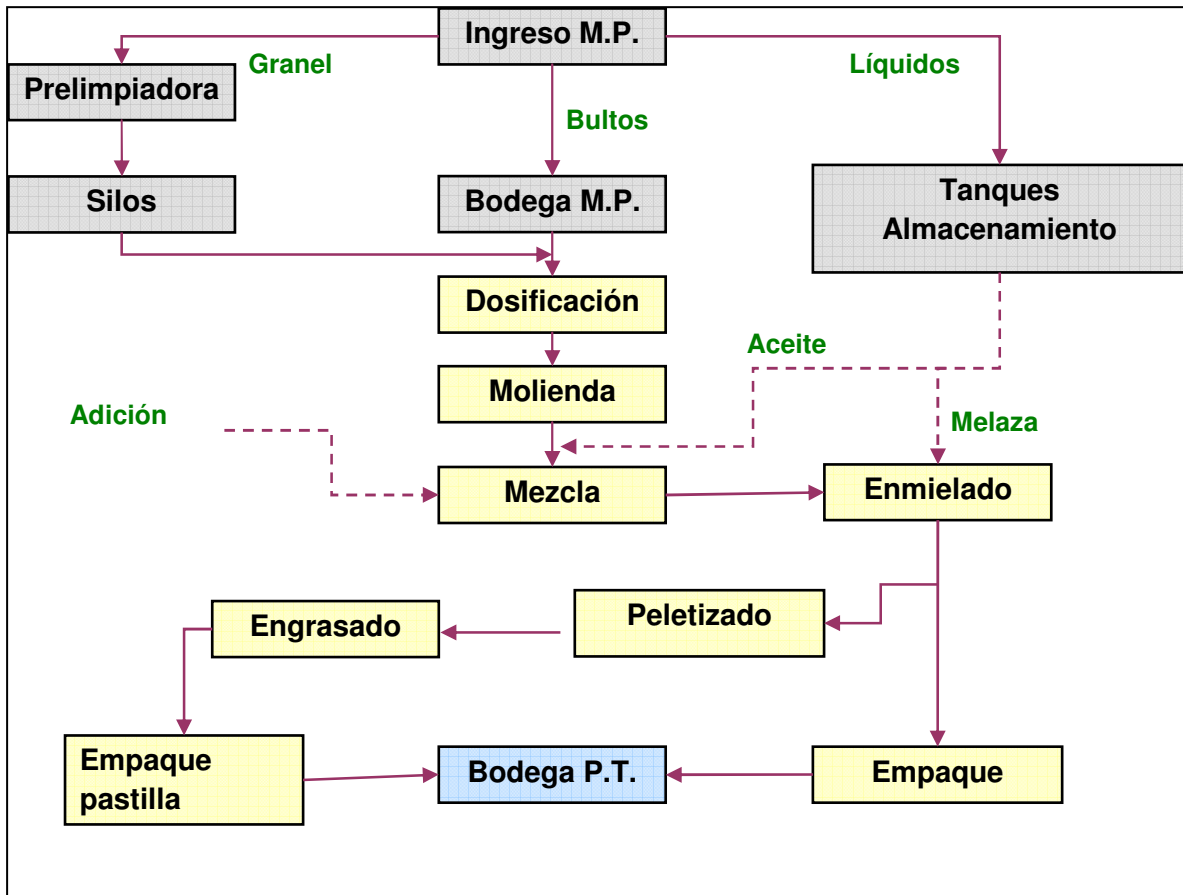 Ingreso M.P.
Granel
Líquidos
Prelimpiadora
Bultos
Silos
Bodega M.P.
Tanques
Almacenamiento
Dosificación
Aceite
Molienda
Adición
Melaza
Mezcla
Enmielado
Peletizado
Engrasado
Empaque
pastilla
Bodega P.T.
Empaque